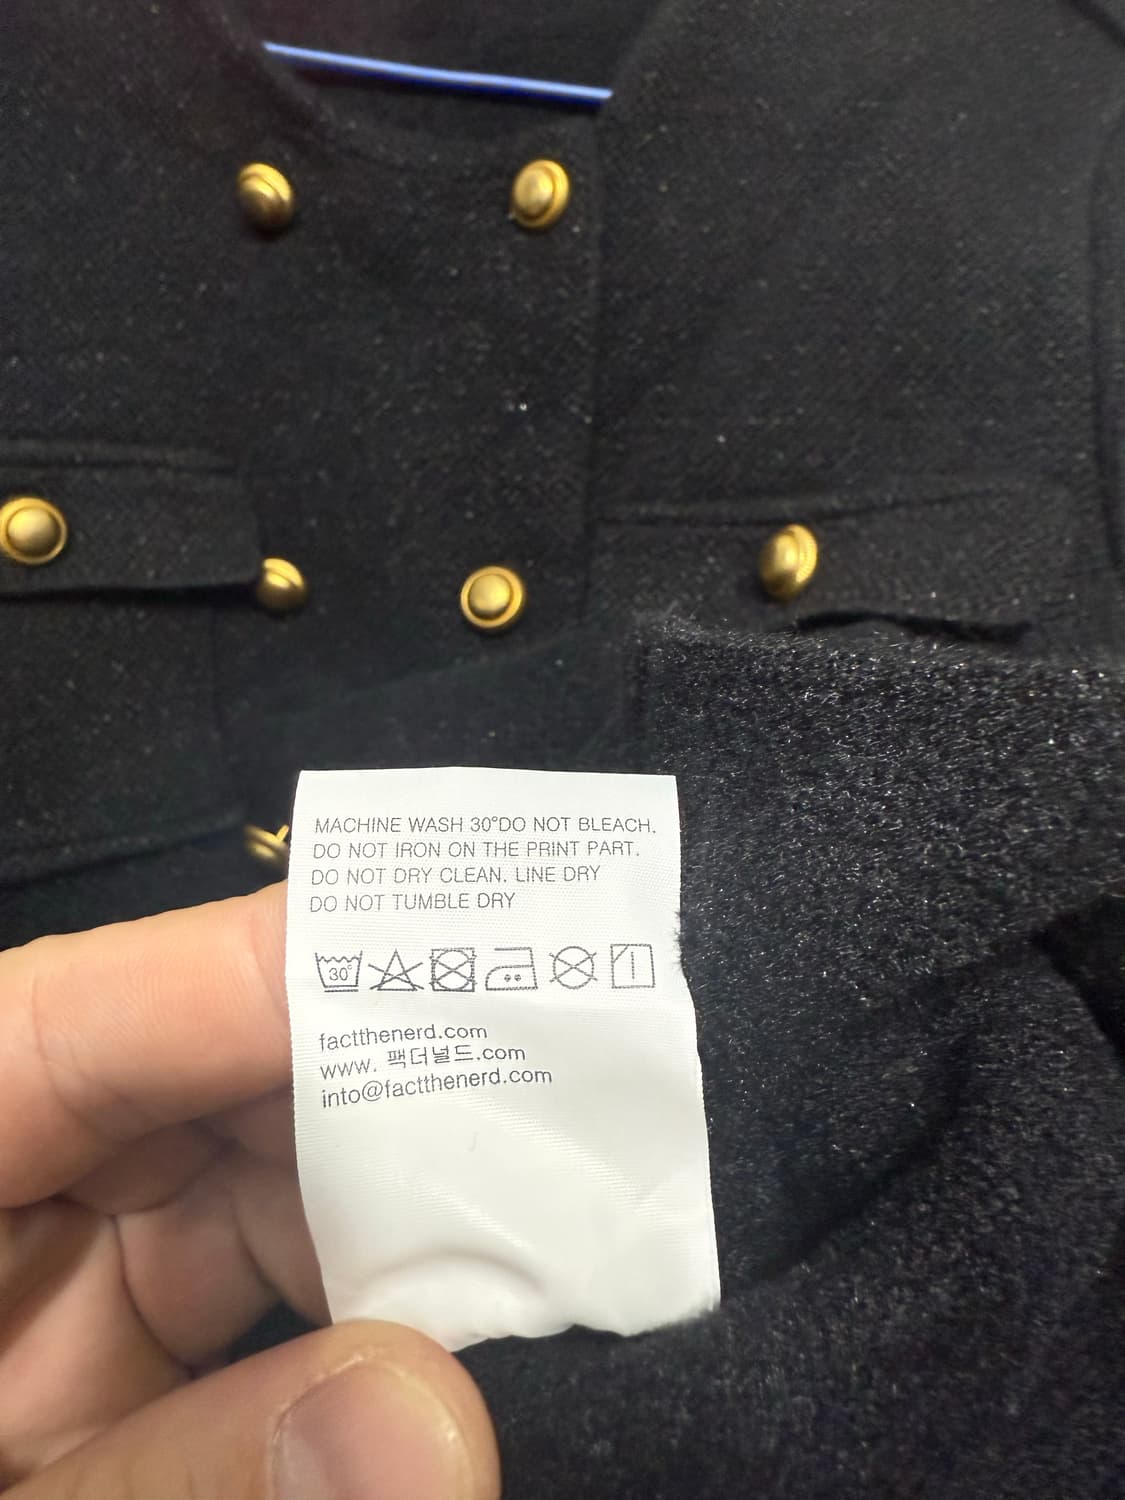 MACHINE WASH 30°DO NOT BLEACH.
DO NOT IRON ON THE PRINT PART.
DO NOT DRY CLEAN. LINE DRY
DO NOT TUMBLE DRY
30°
factthenerd.com
www. 팩더널드.com
into@factthenerd.com